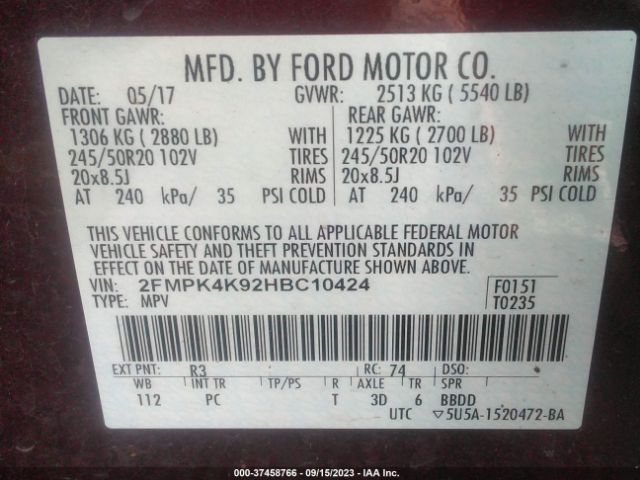 MFD. BY FORD MOTOR CO.
DATE: 05/17 GVWR: 2513 KG ( 5540 LB)
FRONT GAWR: REAR GAWR:
1306 KG ( 2880 LB) WITH 1225 KG ( 2700 LB) WITH
245/50R20 102V TIRES 245/50R20 102V TIRES
20x8.5J RIMS 20x8.5J RIMS
AT 240 kPa/ 35 PSI COLD AT 240 kPa/ 35 PSI COLD
THIS VEHICLE CONFORMS TO ALL APPLICABLE FEDERAL MOTOR
VEHICLE SAFETY AND THEFT PREVENTION STANDARDS IN
EFFECT ON THE DATE OF MANUFACTURE SHOWN ABOVE.
VIN: 2FMPK4K92HBC10424 F0151
TYPE: MPV T0235
EXT PNT: R3 RC: 74 DSO:
WB INT TR TP/PS R AXLE TR SPR
112 PC T 3D 6 BBDD
UTC ▽5U5A-1520472-BA
000-37458766 - 09/15/2023 - IAA Inc.